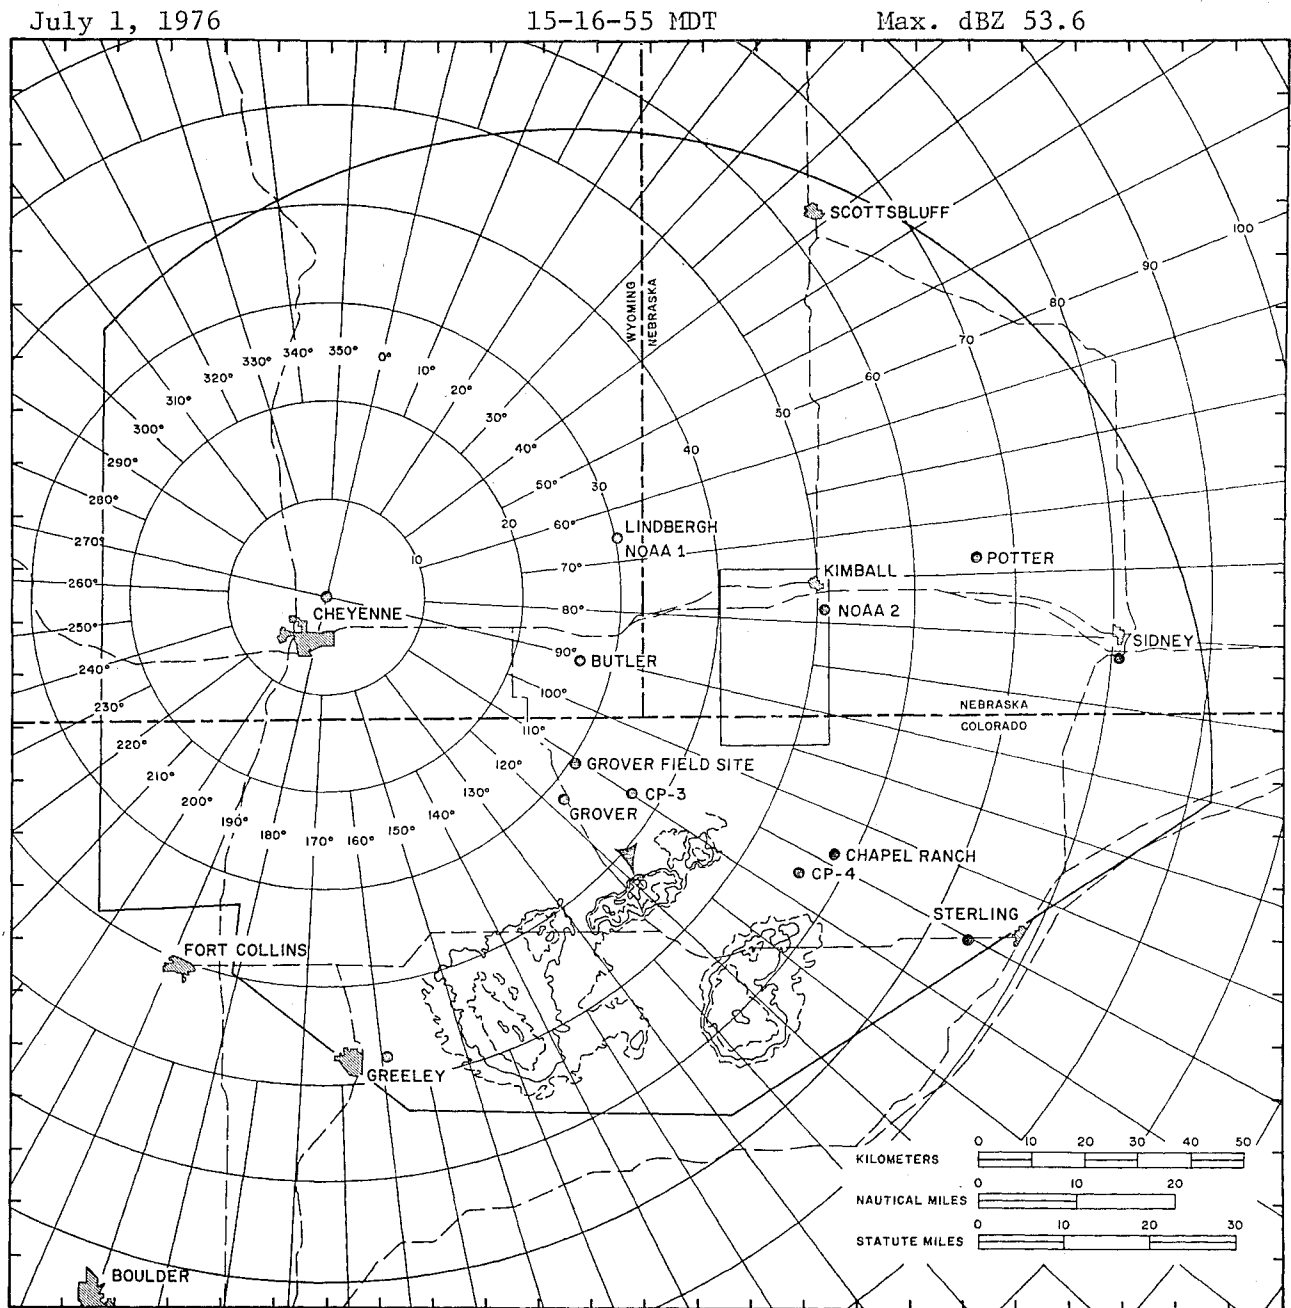 July 1, 1976 15-16-55 MDT Max. dBZ 53.6
SCOTTSBLUFF
100
90
80
70
60
50
40
30
20
10
WYOMING
NEBRASKA
330° 340° 350° 0° 10° 20° 30° 40° 50° 60° 70° 80° 90° 100° 110° 120° 130° 140° 150° 160° 170° 180° 190° 200° 210° 220° 230° 240° 250° 260° 270° 280° 290° 300° 310° 320°
LINDBERGH
NOAA 1
POTTER
KIMBALL
NOAA 2
CHEYENNE
SIDNEY
BUTLER
NEBRASKA
COLORADO
GROVER FIELD SITE
CP-3
GROVER
CHAPEL RANCH
CP-4
STERLING
FORT COLLINS
GREELEY
BOULDER
0 10 20 30 40 50
KILOMETERS
0 10 20
NAUTICAL MILES
0 10 20 30
STATUTE MILES